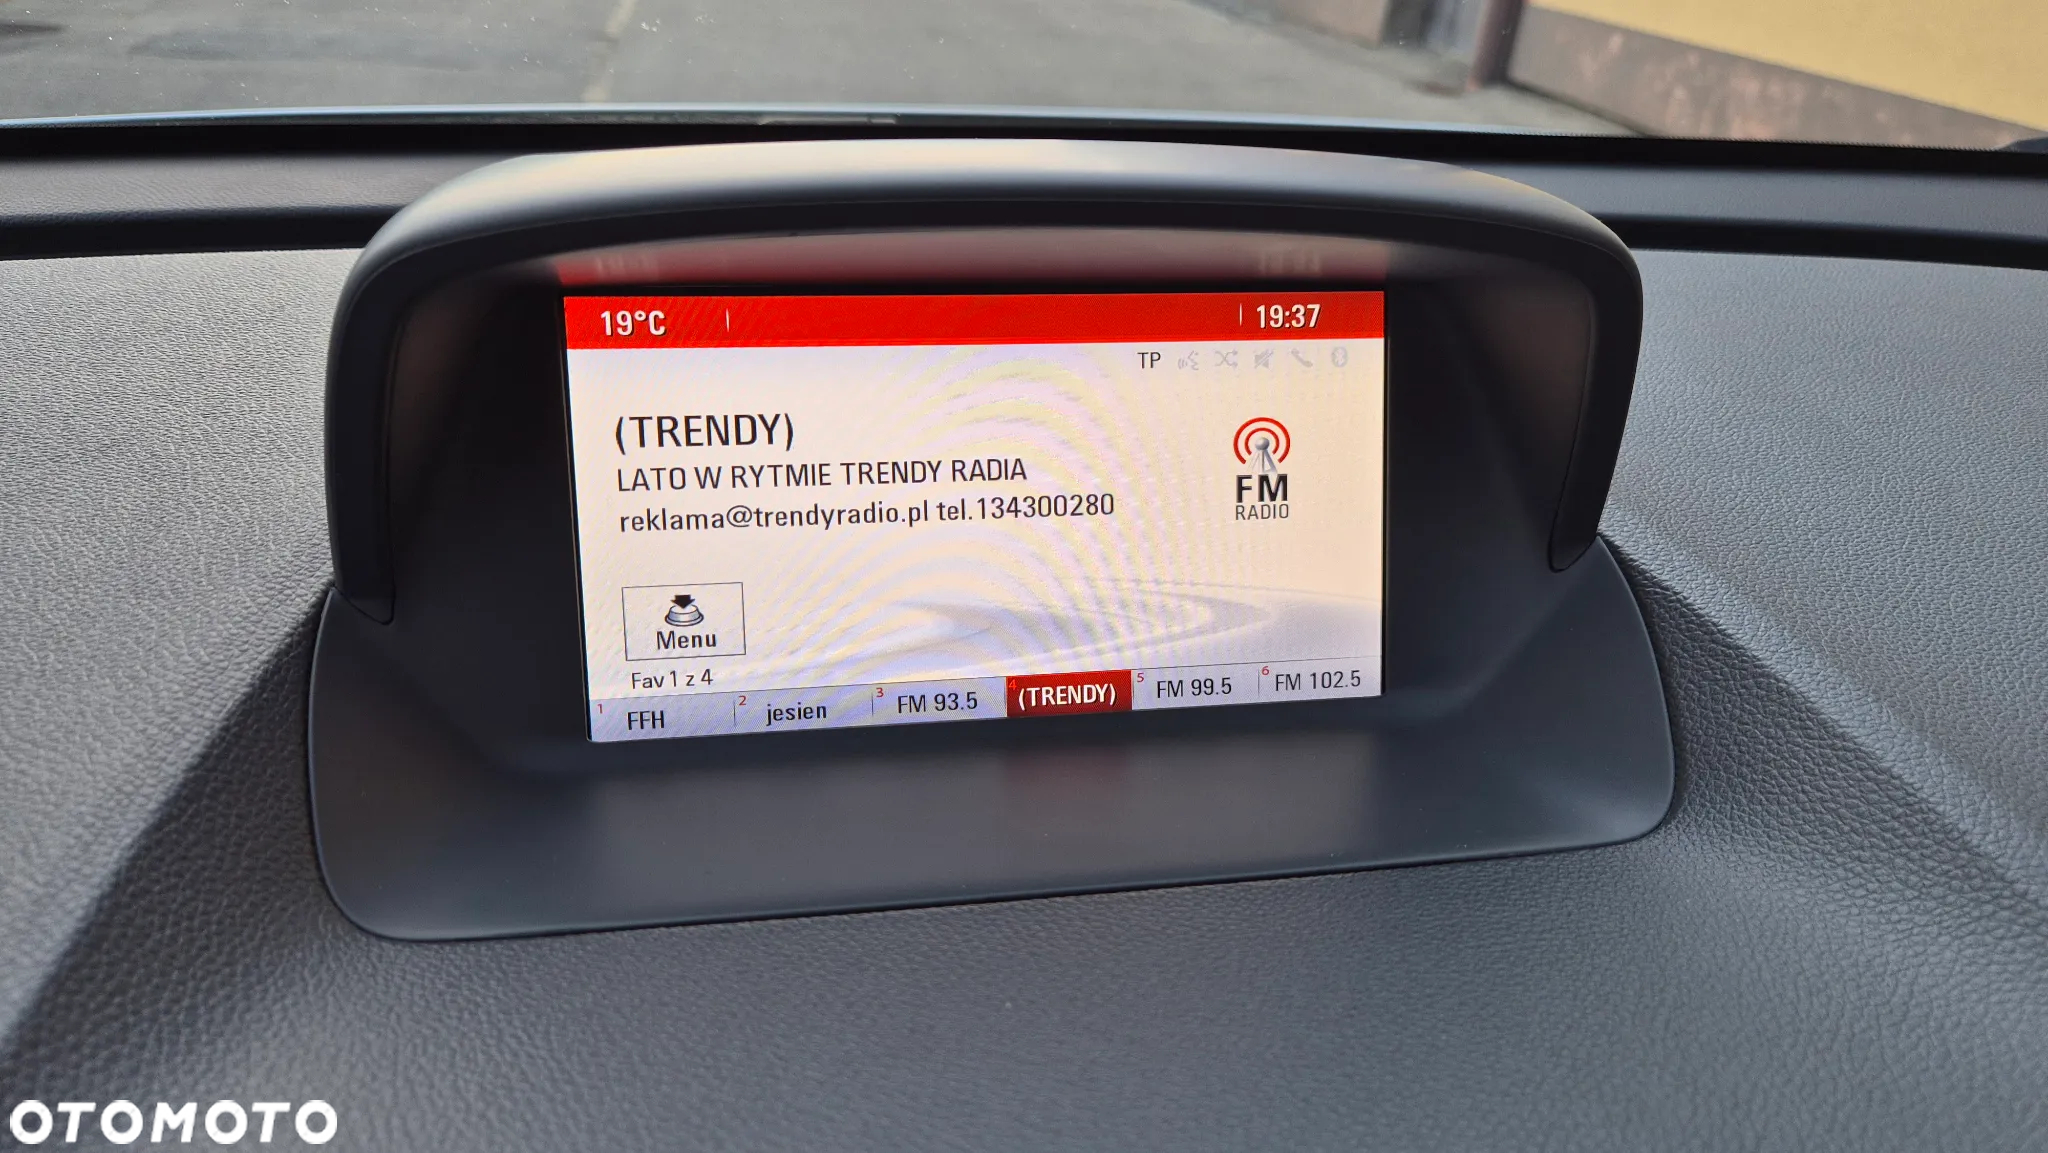 19°C
19:37
TP
(TRENDY)
LATO W RYTMIE TRENDY RADIA
reklama@trendyradio.pl tel.134300280
FM
RADIO
Menu
Fav 1 z 4
1 FFH
2 jesien
3 FM 93.5
4 (TRENDY)
5 FM 99.5
6 FM 102.5
OTOMOTO